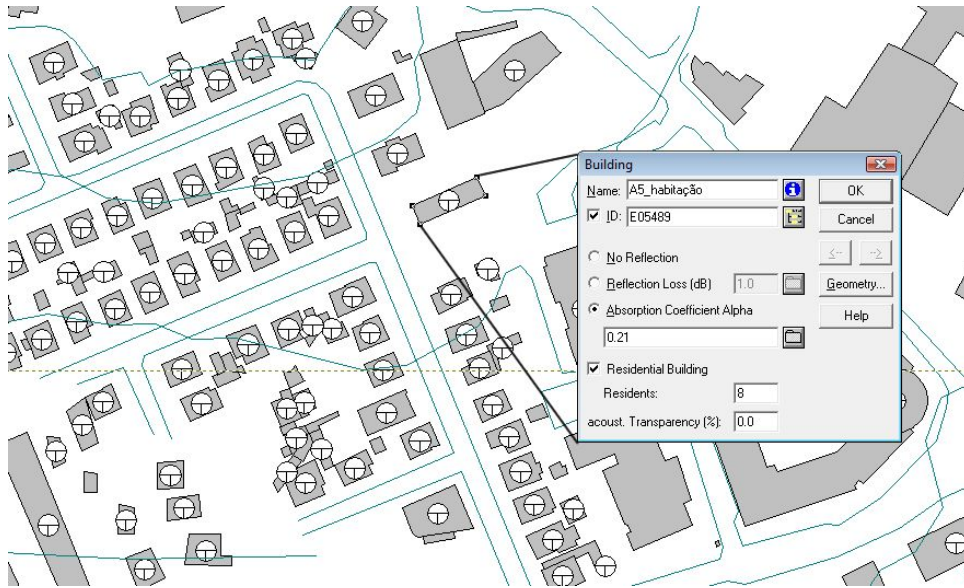 Building
Name: A5_habitação
OK
ID: E05489
Cancel
No Reflection
Reflection Loss (dB) 1.0
Geometry...
Absorption Coefficient Alpha
Help
0.21
Residential Building
Residents: 8
acoust. Transparency (%): 0.0